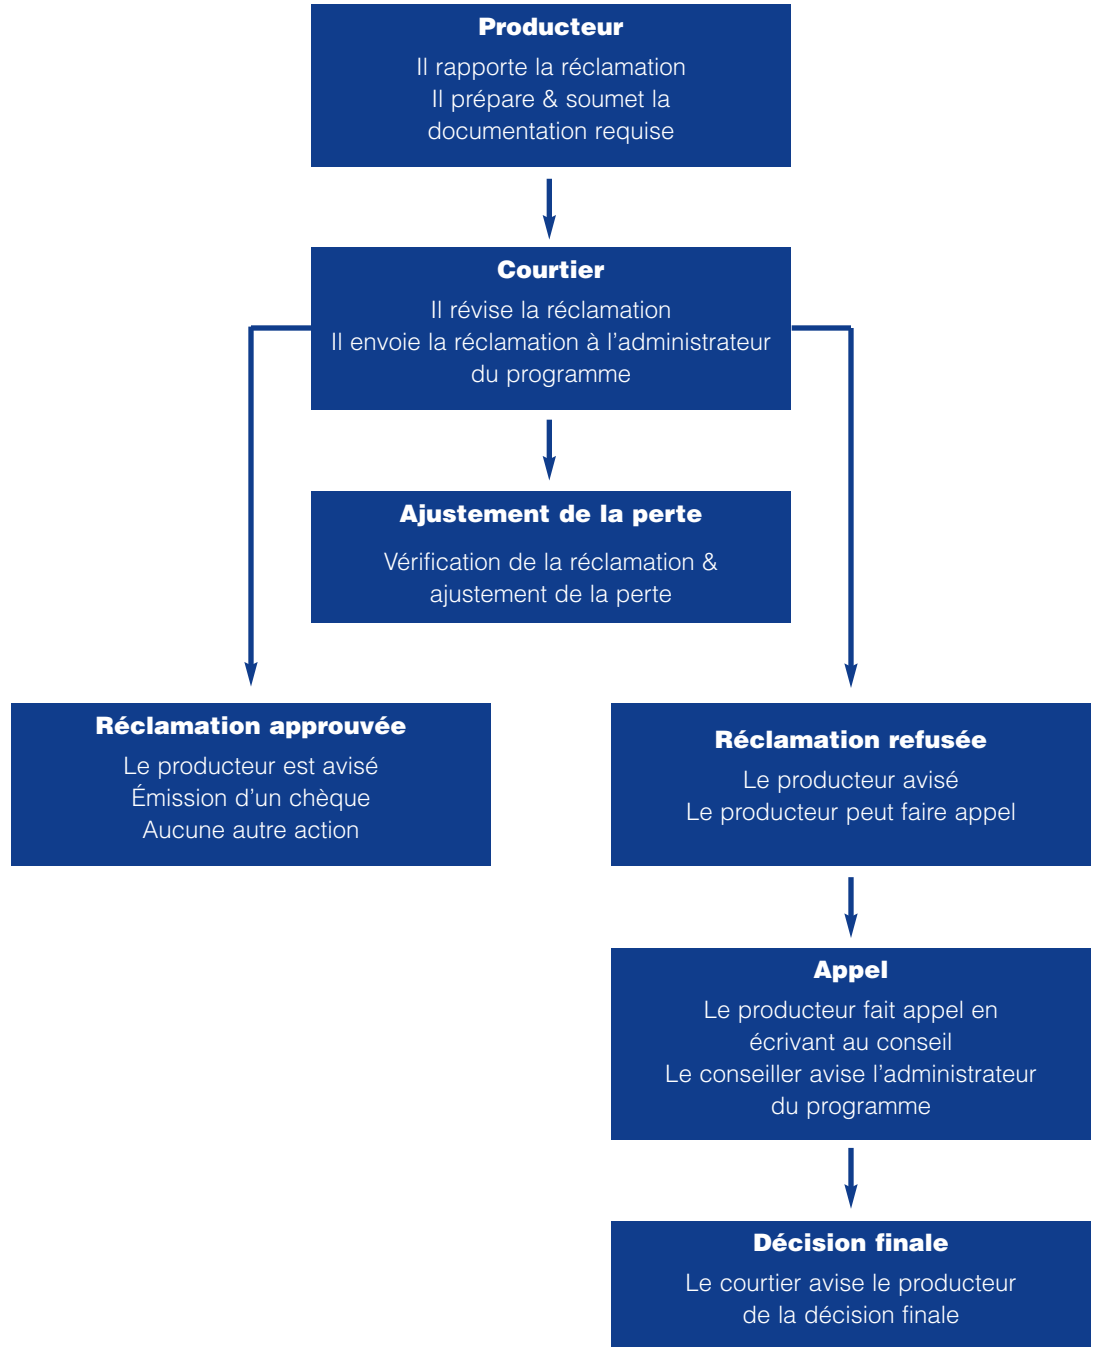 Producteur
Il rapporte la réclamation
Il prépare & soumet la
documentation requise
Courtier
Il révise la réclamation
Il envoie la réclamation à l’administrateur
du programme
Ajustement de la perte
Vérification de la réclamation &
ajustement de la perte
Réclamation approuvée
Le producteur est avisé
Émission d’un chèque
Aucune autre action
Réclamation refusée
Le producteur avisé
Le producteur peut faire appel
Appel
Le producteur fait appel en
écrivant au conseil
Le conseiller avise l’administrateur
du programme
Décision finale
Le courtier avise le producteur
de la décision finale